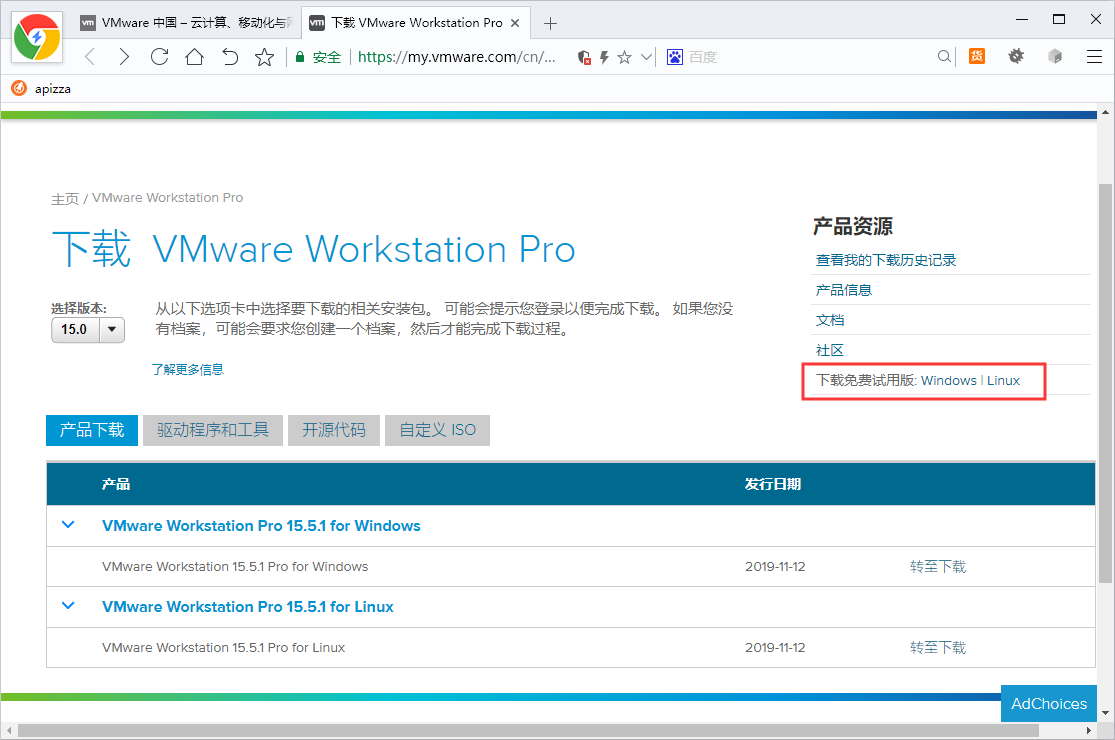 VMware 中国 – 云计算、移动化与网
下载 VMware Workstation Pro
安全
https://my.vmware.com/cn/...
百度
货
apizza
主页 / VMware Workstation Pro
下载 VMware Workstation Pro
选择版本:
15.0
从以下选项卡中选择要下载的相关安装包。 可能会提示您登录以便完成下载。 如果您没
有档案，可能会要求您创建一个档案，然后才能完成下载过程。
了解更多信息
产品资源
查看我的下载历史记录
产品信息
文档
社区
下载免费试用版: Windows | Linux
产品下载
驱动程序和工具
开源代码
自定义 ISO
产品 发行日期
VMware Workstation Pro 15.5.1 for Windows
VMware Workstation 15.5.1 Pro for Windows 2019-11-12 转至下载
VMware Workstation Pro 15.5.1 for Linux
VMware Workstation 15.5.1 Pro for Linux 2019-11-12 转至下载
AdChoices